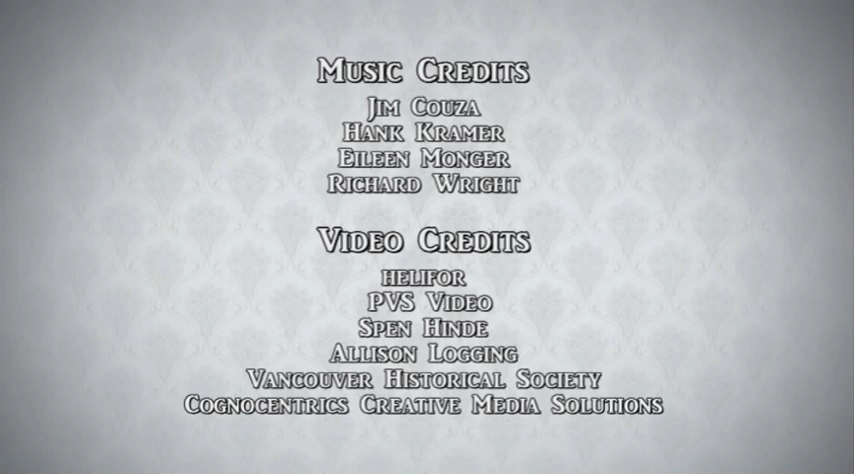 Music Credits
Jim Couza
Hank Kramer
Eileen Monger
Richard Wright
Video Credits
helifor
PVS Video
Spen Hinde
Allison Logging
Vancouver Historical Society
Cognocentrics Creative Media Solutions